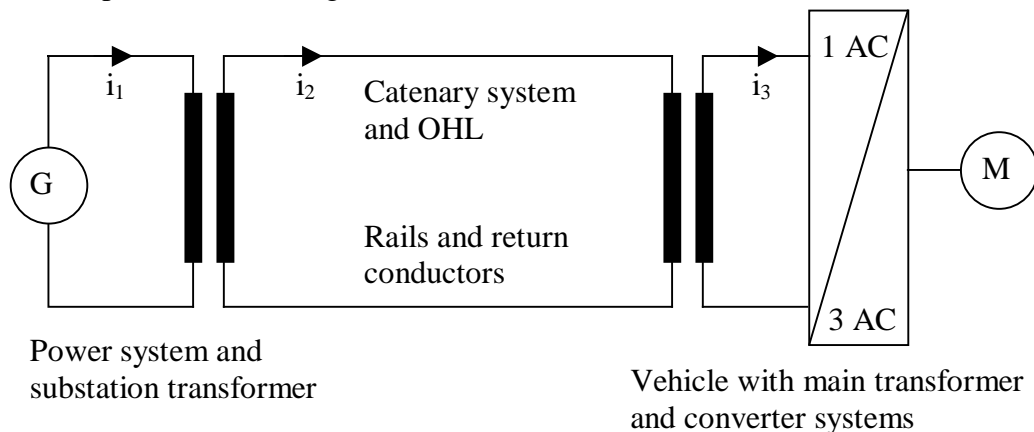 1 AC
i1
i2
i3
Catenary system
and OHL
G
M
Rails and return
conductors
3 AC
Power system and
substation transformer
Vehicle with main transformer
and converter systems